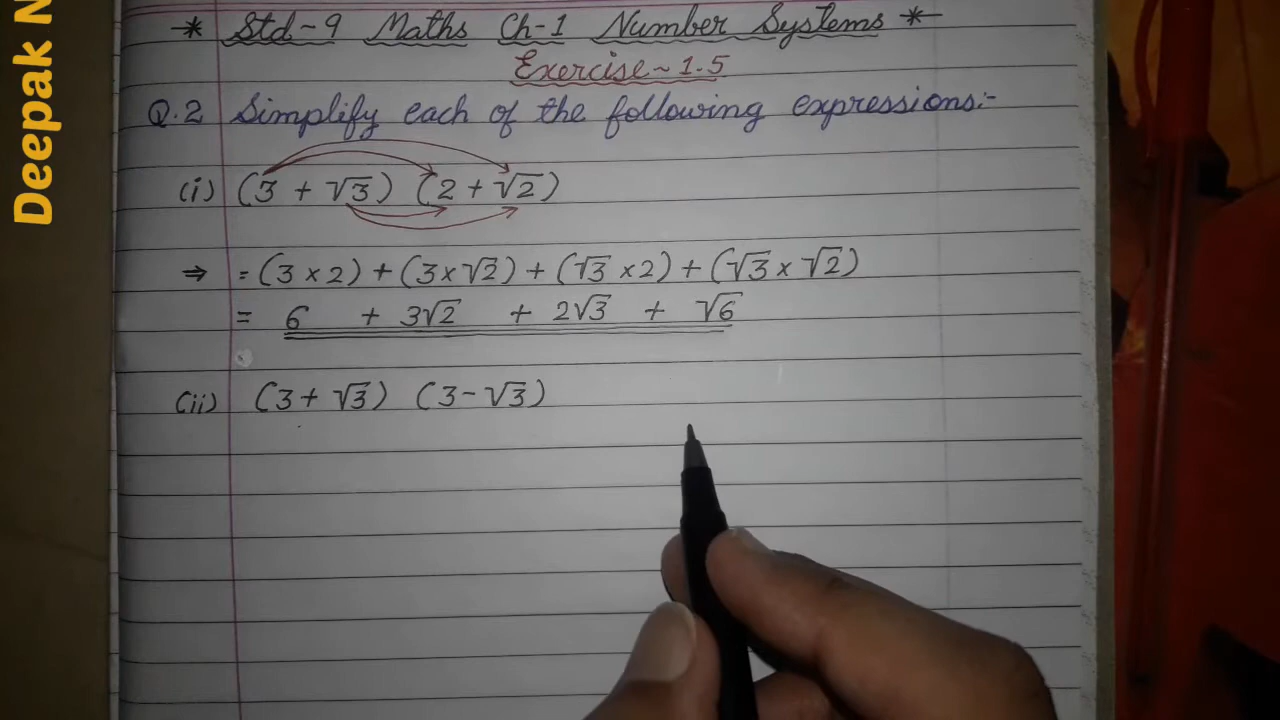 Deepak N
* Std-9 Maths Ch-1 Number Systems *
Exercise~1.5
Q.2 Simplify each of the following expressions:-
(i) (3 + √3) (2 + √2)
⇒ = (3 × 2) + (3 × √2) + (√3 × 2) + (√3 × √2)
= 6 + 3√2 + 2√3 + √6
(ii) (3 + √3) (3 - √3)